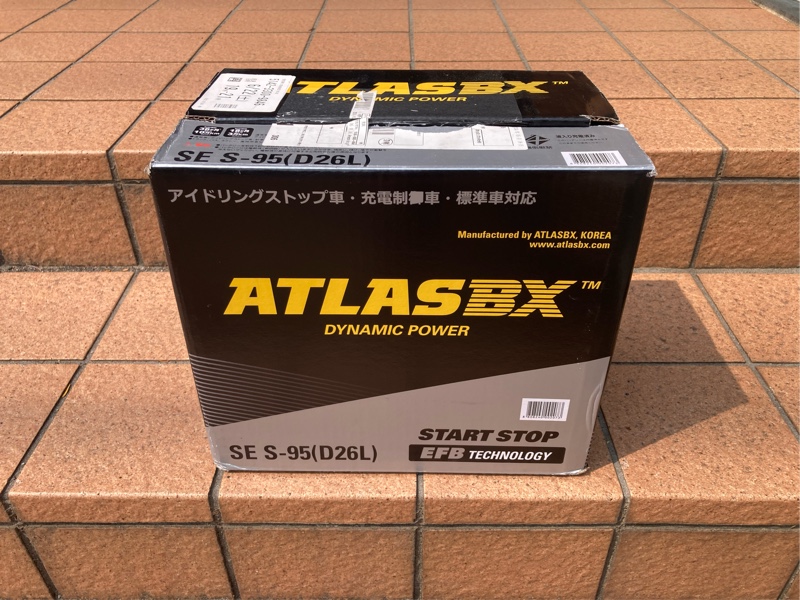 ATLASBX™
DYNAMIC POWER
SE S-95(D26L)
アイドリングストップ車・充電制御車・標準車対応
Manufactured by ATLASBX, KOREA
www.atlasbx.com
ATLASBX™
DYNAMIC POWER
START STOP
EFB TECHNOLOGY
SE S-95(D26L)